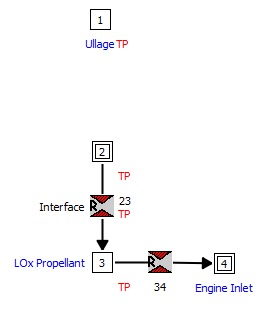 1
Ullage TP
2
TP
R 23
Interface TP
LOx Propellant 3 R 4
TP 34 Engine Inlet